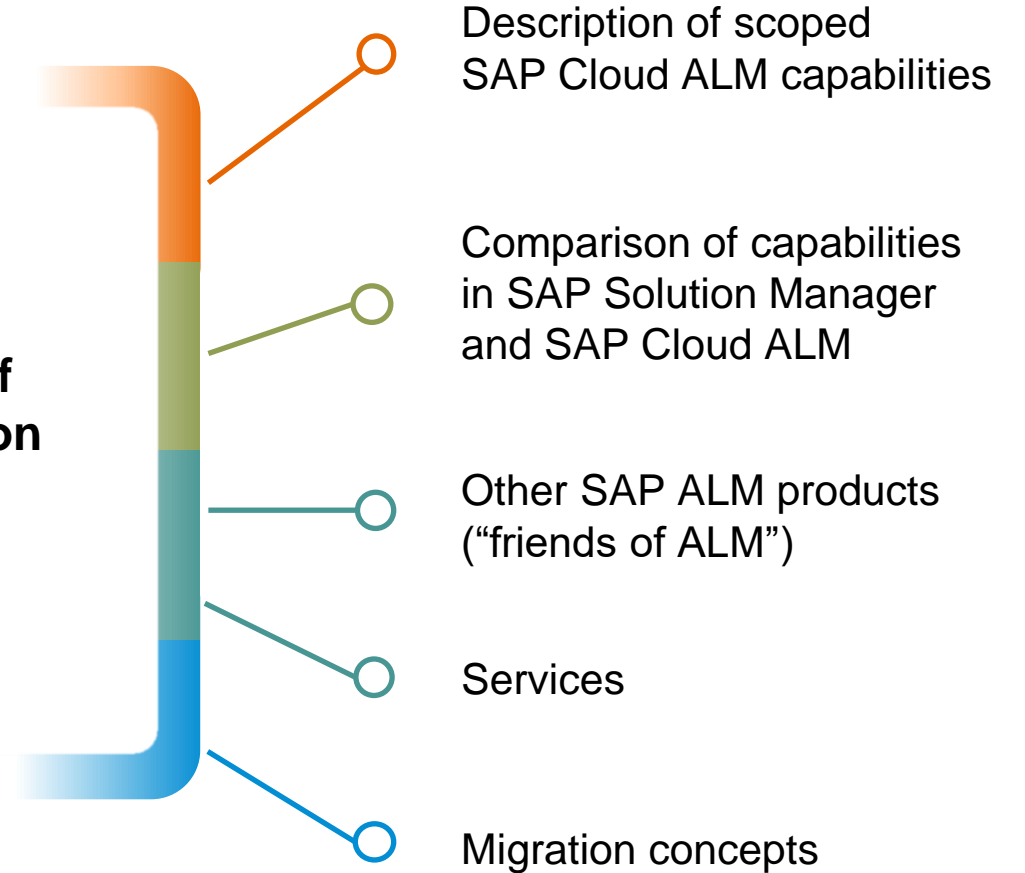 Description of scoped
SAP Cloud ALM capabilities
Comparison of capabilities
in SAP Solution Manager
and SAP Cloud ALM
Other SAP ALM products
(“friends of ALM”)
Services
Migration concepts